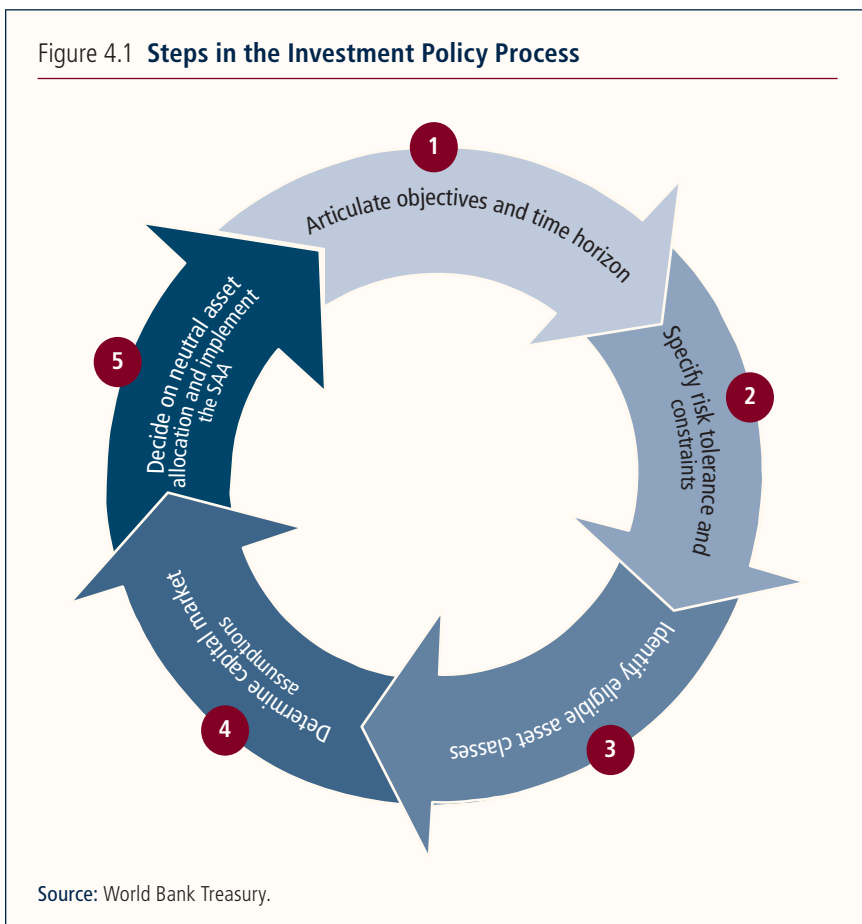 Figure 4.1 Steps in the Investment Policy Process
1
Articulate objectives and time horizon
2
Specify risk tolerance and
constraints
3
Identify eligible asset classes
4
Determine capital market
assumptions
5
Decide on neutral asset
allocation and implement
the SAA
Source: World Bank Treasury.